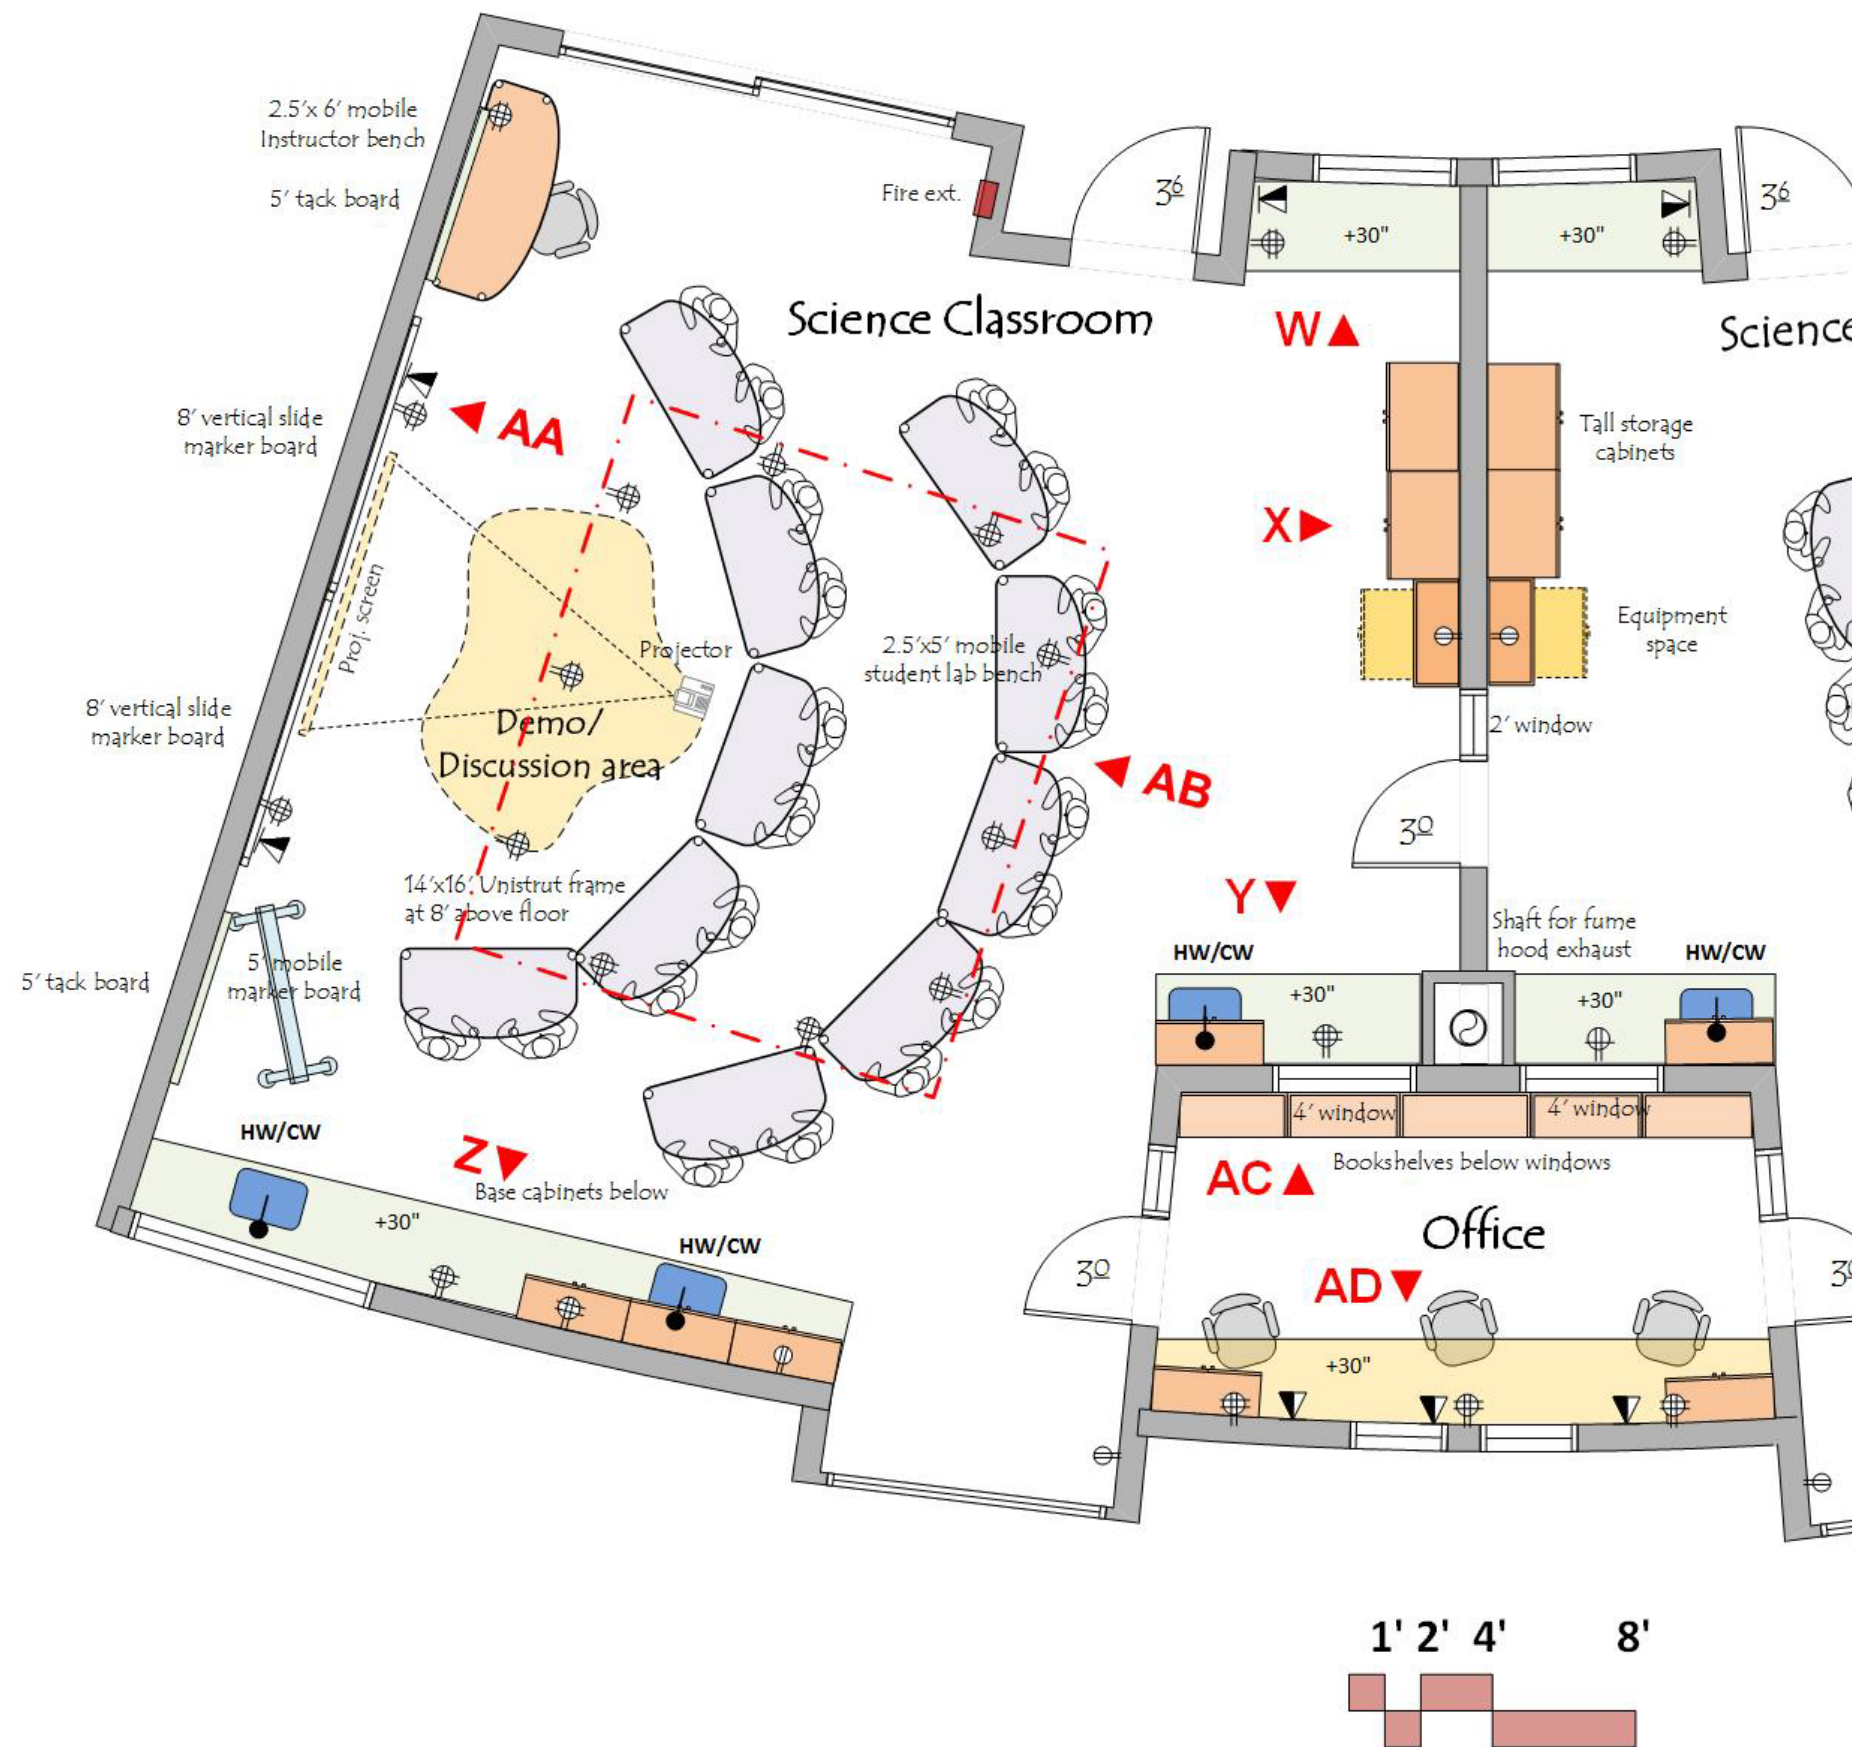 2.5'x 6' mobile
Instructor bench
5' tack board
Fire ext.
36
+30"
+30"
36
Science Classroom
W
Science
8' vertical slide
marker board
AA
Tall storage
cabinets
X
Proj. screen
Projector
2.5'x5' mobile
student lab bench
Equipment
space
8' vertical slide
marker board
Demo/
Discussion area
2' window
AB
30
14'x16' Unistrut frame
at 8' above floor
Y
Shaft for fume
hood exhaust
HW/CW
HW/CW
5' tack board
5' mobile
marker board
+30"
+30"
HW/CW
4' window
4' window
Z
Base cabinets below
AC
Bookshelves below windows
+30"
HW/CW
Office
30
AD
30
+30"
1' 2' 4' 8'